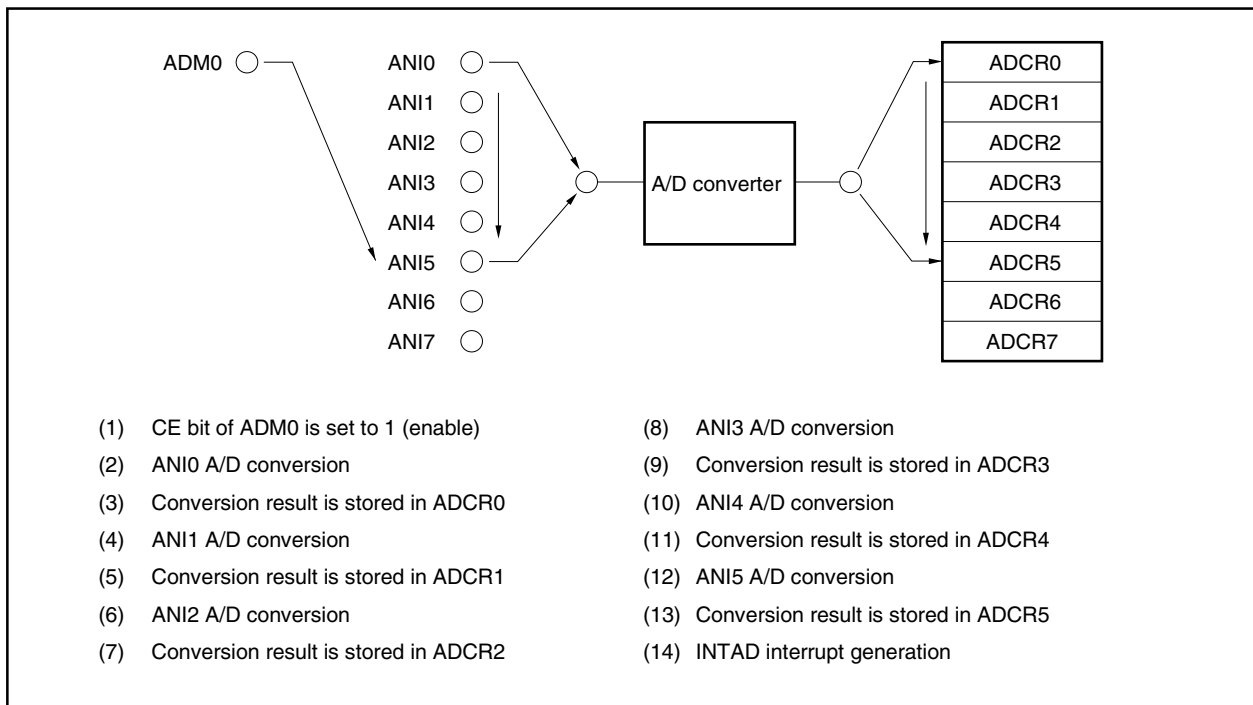 ADM0
ANI0
ANI1
ANI2
ANI3
ANI4
ANI5
ANI6
ANI7
A/D converter
ADCR0
ADCR1
ADCR2
ADCR3
ADCR4
ADCR5
ADCR6
ADCR7
(1) CE bit of ADM0 is set to 1 (enable)
(2) ANI0 A/D conversion
(3) Conversion result is stored in ADCR0
(4) ANI1 A/D conversion
(5) Conversion result is stored in ADCR1
(6) ANI2 A/D conversion
(7) Conversion result is stored in ADCR2
(8) ANI3 A/D conversion
(9) Conversion result is stored in ADCR3
(10) ANI4 A/D conversion
(11) Conversion result is stored in ADCR4
(12) ANI5 A/D conversion
(13) Conversion result is stored in ADCR5
(14) INTAD interrupt generation